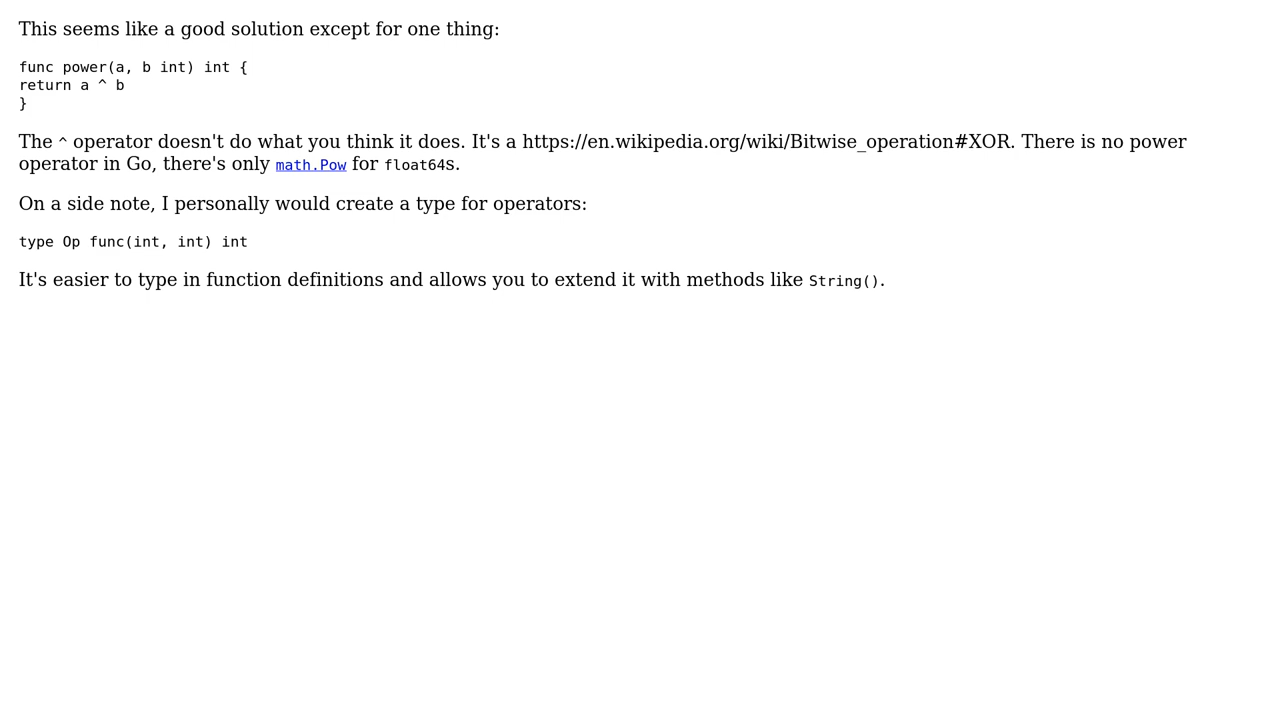 This seems like a good solution except for one thing:
func power(a, b int) int {
return a ^ b
}
The ^ operator doesn't do what you think it does. It's a https://en.wikipedia.org/wiki/Bitwise_operation#XOR. There is no power
operator in Go, there's only math.Pow for float64s.
On a side note, I personally would create a type for operators:
type Op func(int, int) int
It's easier to type in function definitions and allows you to extend it with methods like String().